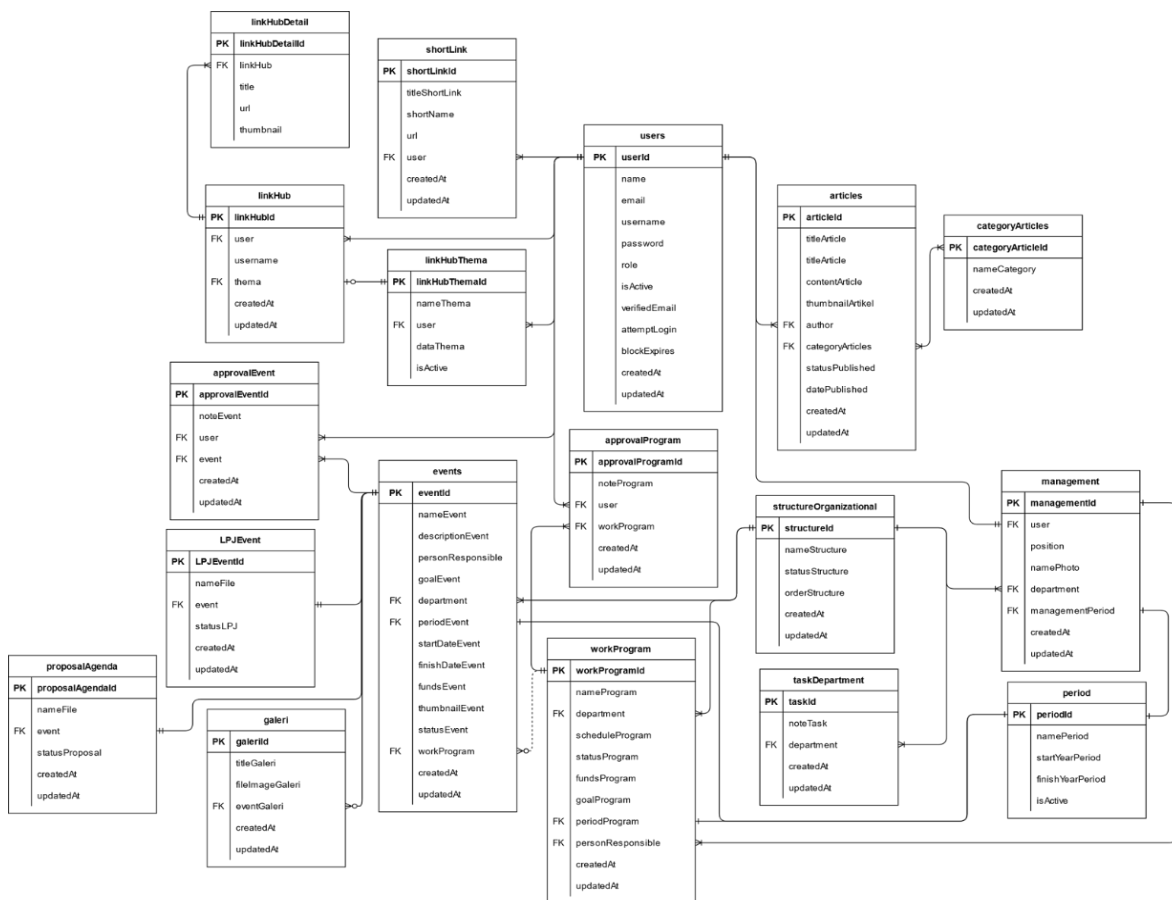 linkHubDetail
PK linkHubDetailId
FK linkHub
title
url
thumbnail
shortLink
PK shortLinkId
titleShortLink
shortName
url
FK user
createdAt
updatedAt
users
PK userId
name
email
username
password
role
isActive
verifiedEmail
attemptLogin
blockExpires
createdAt
updatedAt
linkHub
PK linkHubId
FK user
username
FK thema
createdAt
updatedAt
linkHubThema
PK linkHubThemaId
nameThema
FK user
dataThema
isActive
articles
PK articleId
titleArticle
titleArticle
contentArticle
thumbnailArtikel
FK author
FK categoryArticles
statusPublished
datePublished
createdAt
updatedAt
categoryArticles
PK categoryArticleId
nameCategory
createdAt
updatedAt
approvalEvent
PK approvalEventId
noteEvent
FK user
FK event
createdAt
updatedAt
events
PK eventId
nameEvent
descriptionEvent
personResponsible
goalEvent
FK department
FK periodEvent
startDateEvent
finishDateEvent
fundsEvent
thumbnailEvent
statusEvent
FK workProgram
createdAt
updatedAt
approvalProgram
PK approvalProgramId
noteProgram
FK user
FK workProgram
createdAt
updatedAt
structureOrganizational
PK structureId
nameStructure
statusStructure
orderStructure
createdAt
updatedAt
management
PK managementId
FK user
position
namePhoto
FK department
FK managementPeriod
createdAt
updatedAt
LPJEvent
PK LPJEventId
nameFile
FK event
statusLPJ
createdAt
updatedAt
proposalAgenda
PK proposalAgendaId
nameFile
FK event
statusProposal
createdAt
updatedAt
galeri
PK galeriId
titleGaleri
fileImageGaleri
FK eventGaleri
createdAt
updatedAt
workProgram
PK workProgramId
nameProgram
FK department
scheduleProgram
statusProgram
fundsProgram
goalProgram
FK periodProgram
FK personResponsible
createdAt
updatedAt
taskDepartment
PK taskId
noteTask
FK department
createdAt
updatedAt
period
PK periodId
namePeriod
startYearPeriod
finishYearPeriod
isActive